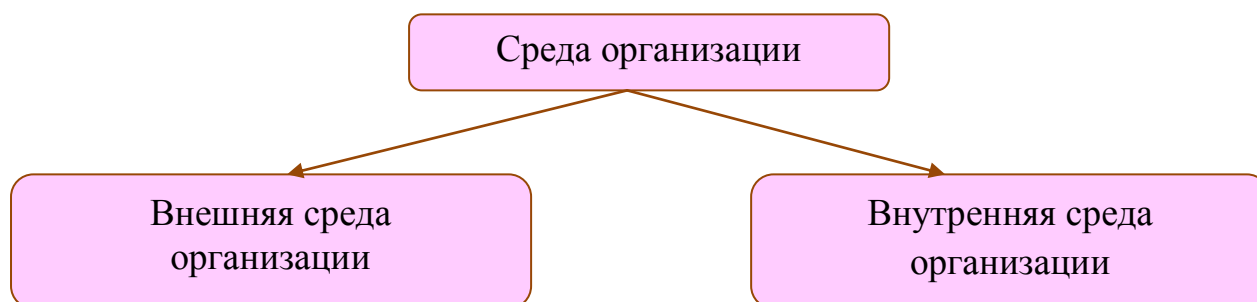 Среда организации
Внешняя среда
организации
Внутренняя среда
организации